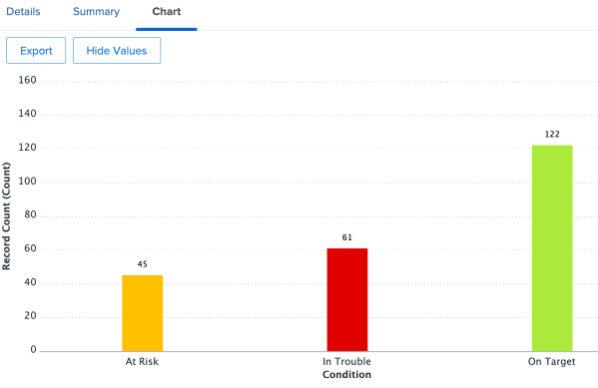 Details Summary Chart
Export Hide Values
160
140
122
120
100
Record Count (Count)
80
61
60
45
40
20
0
At Risk In Trouble On Target
Condition